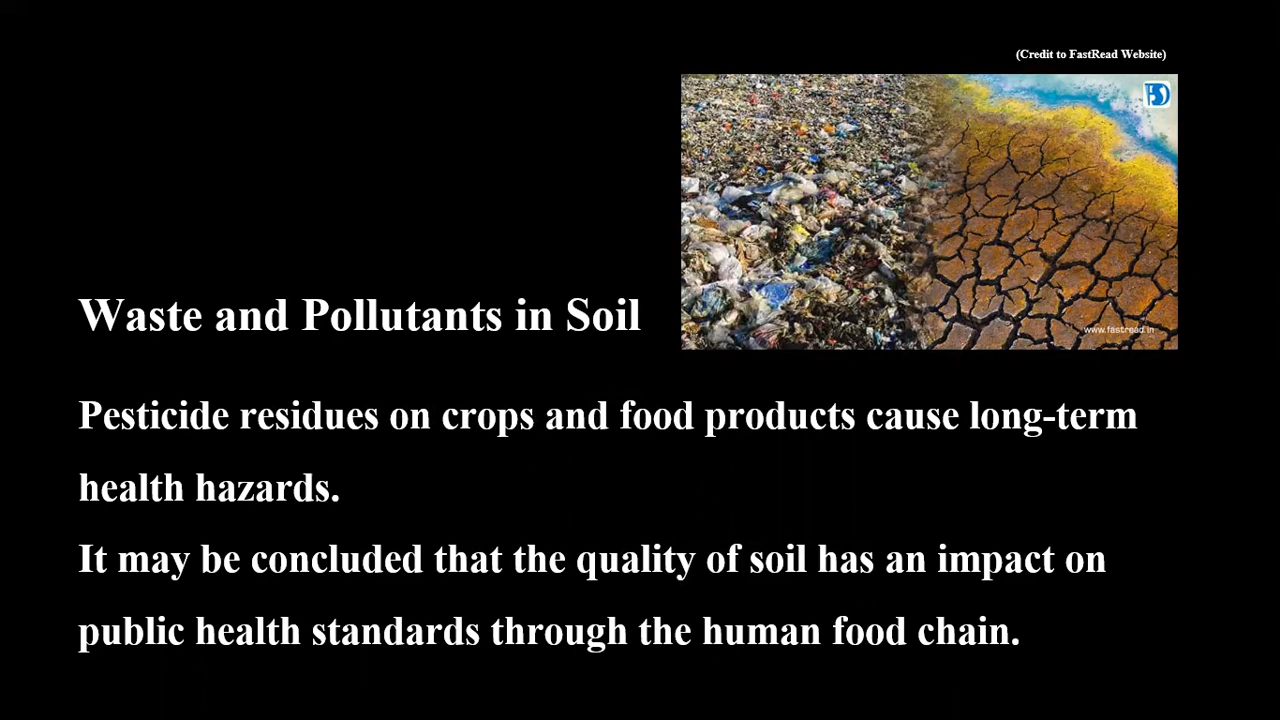 (Credit to FastRead Website)
www.fastread.in
Waste and Pollutants in Soil
Pesticide residues on crops and food products cause long-term
health hazards.
It may be concluded that the quality of soil has an impact on
public health standards through the human food chain.